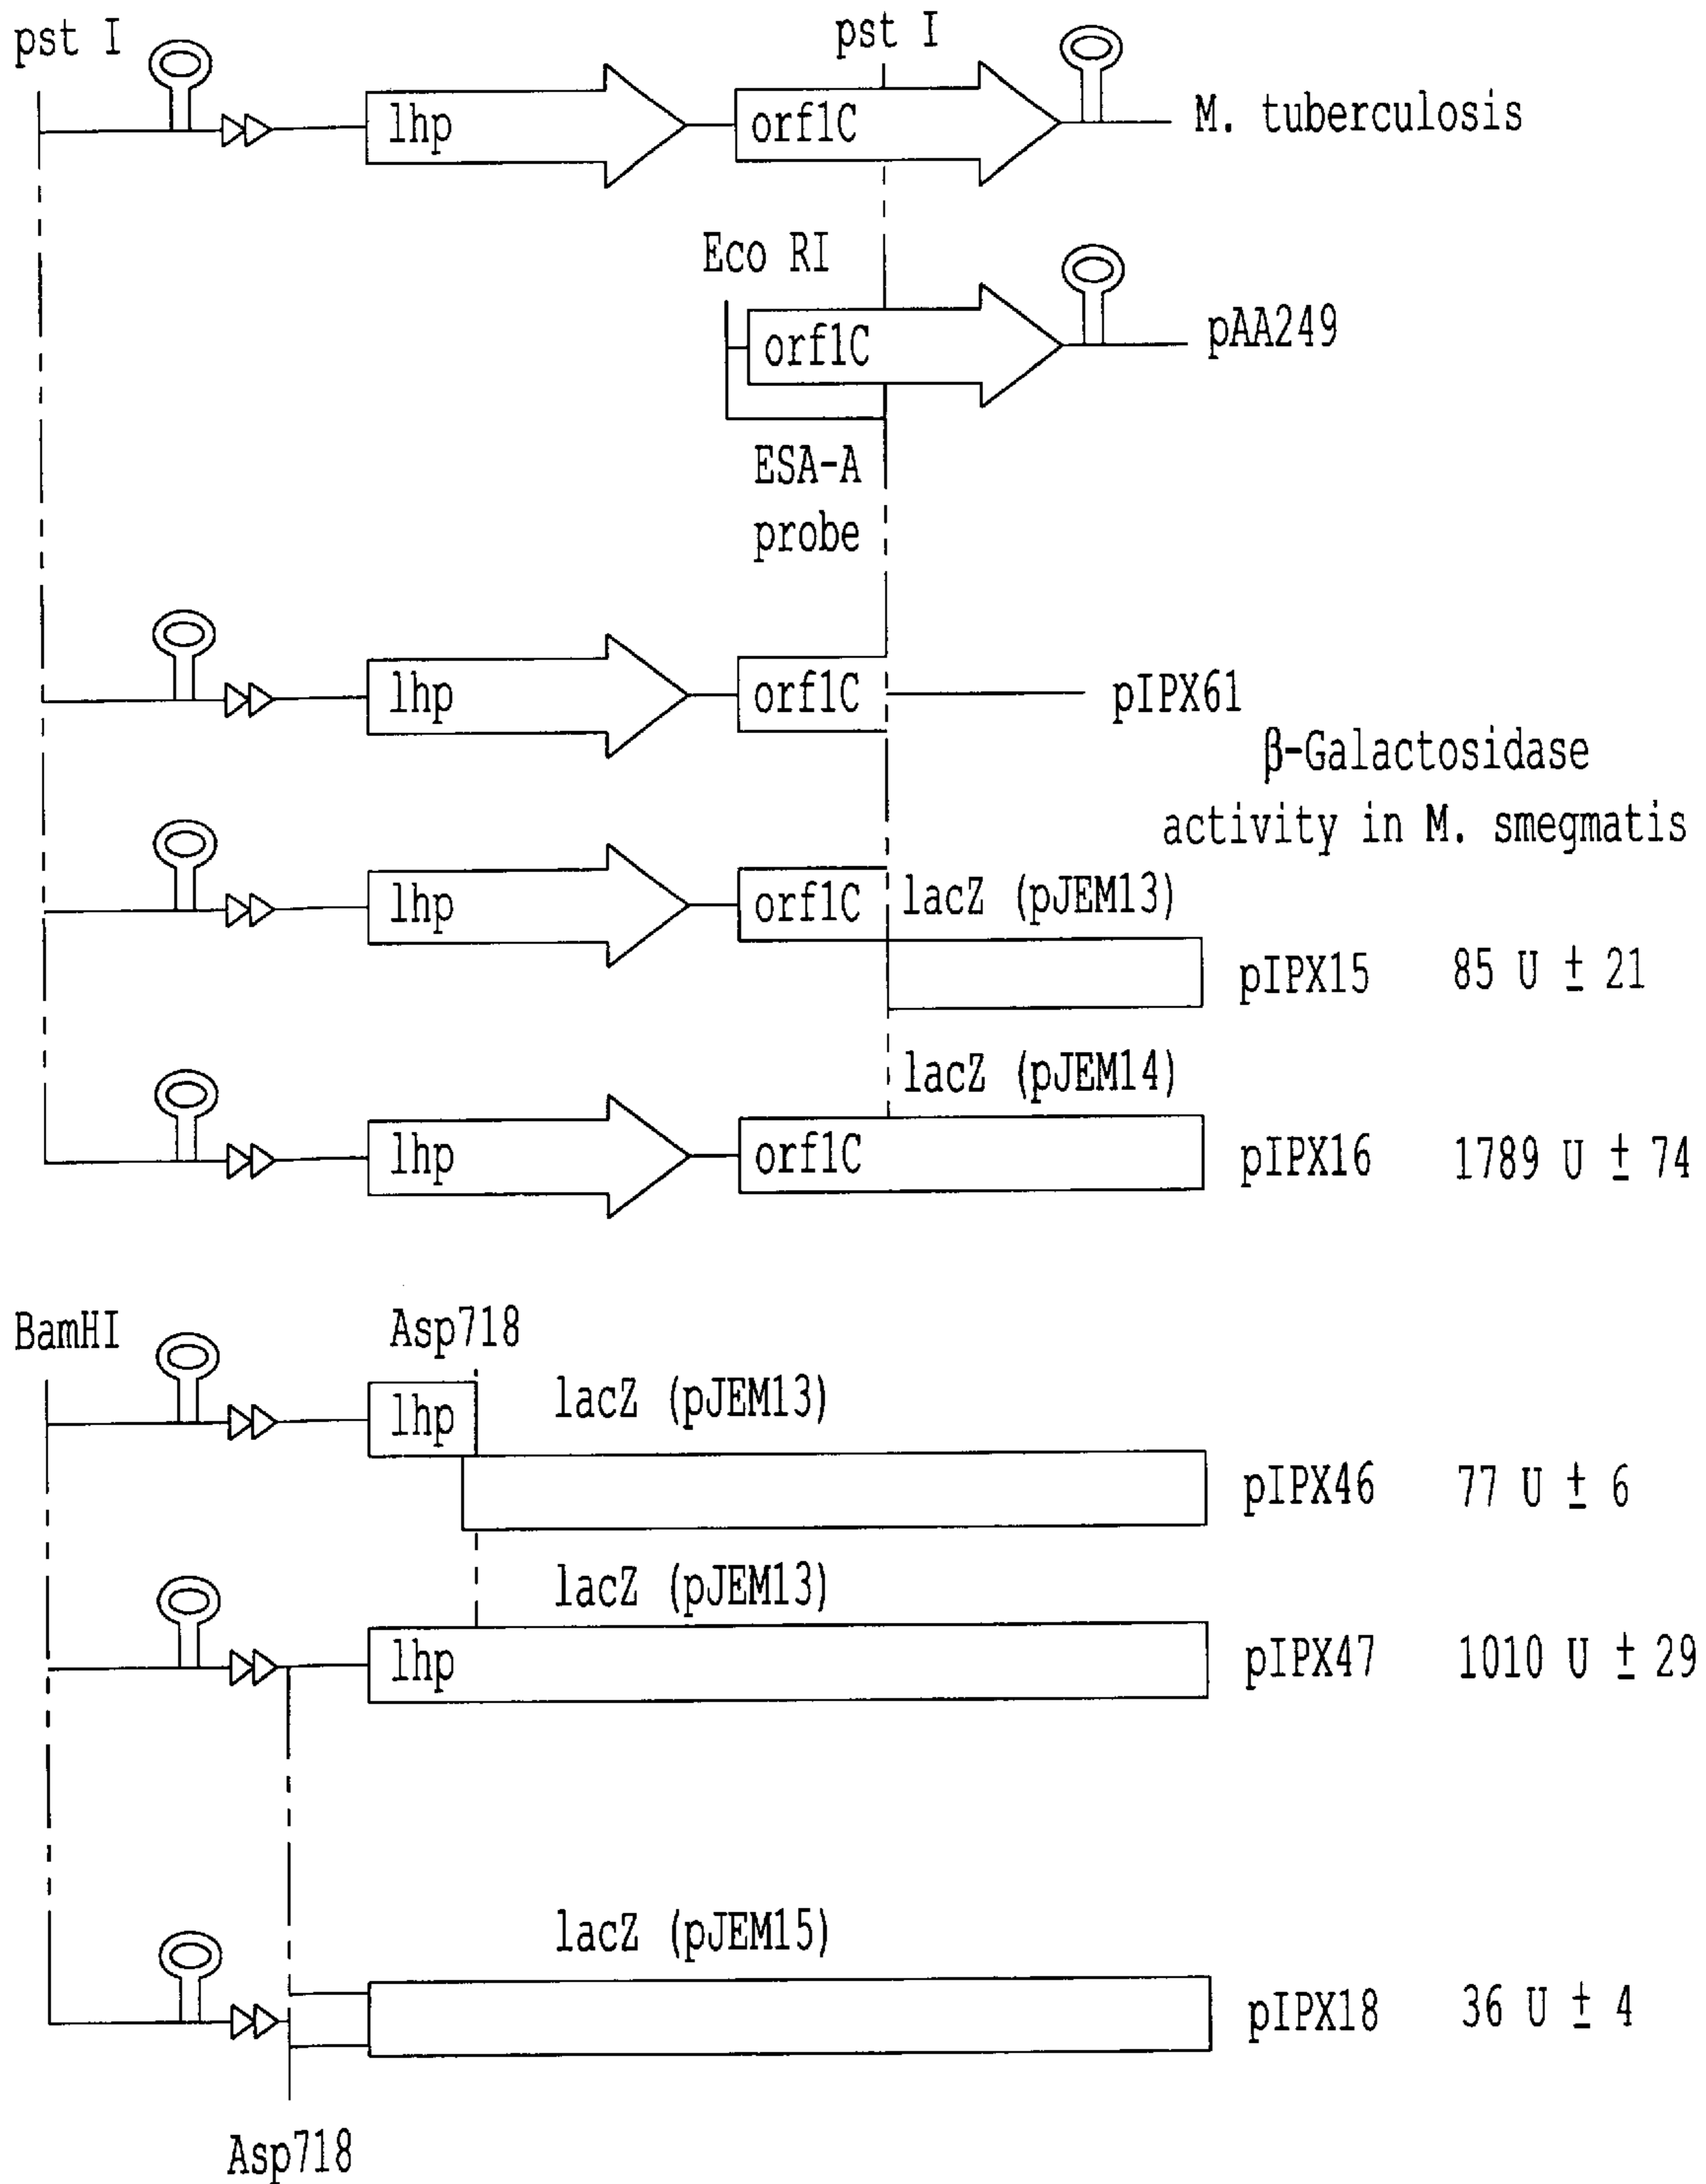 pst I
pst I
lhp
orf1C
M. tuberculosis
Eco RI
orf1C
pAA249
ESA-A
probe
lhp
orf1C
pIPX61
β-Galactosidase
activity in M. smegmatis
lhp
orf1C
lacZ (pJEM13)
pIPX15
85 U ± 21
lacZ (pJEM14)
lhp
orf1C
pIPX16
1789 U ± 74
BamHI
Asp718
lhp
lacZ (pJEM13)
pIPX46
77 U ± 6
lacZ (pJEM13)
lhp
pIPX47
1010 U ± 29
lacZ (pJEM15)
pIPX18
36 U ± 4
Asp718